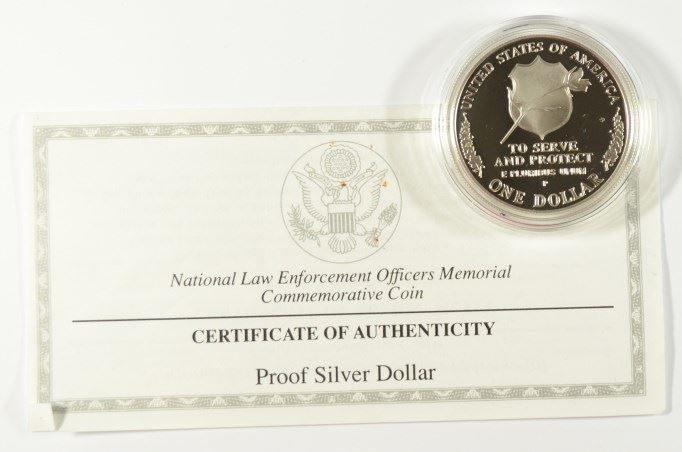 UNITED STATES OF AMERICA
TO SERVE
AND PROTECT
E PLURIBUS UNUM
P
ONE DOLLAR
National Law Enforcement Officers Memorial
Commemorative Coin
CERTIFICATE OF AUTHENTICITY
Proof Silver Dollar